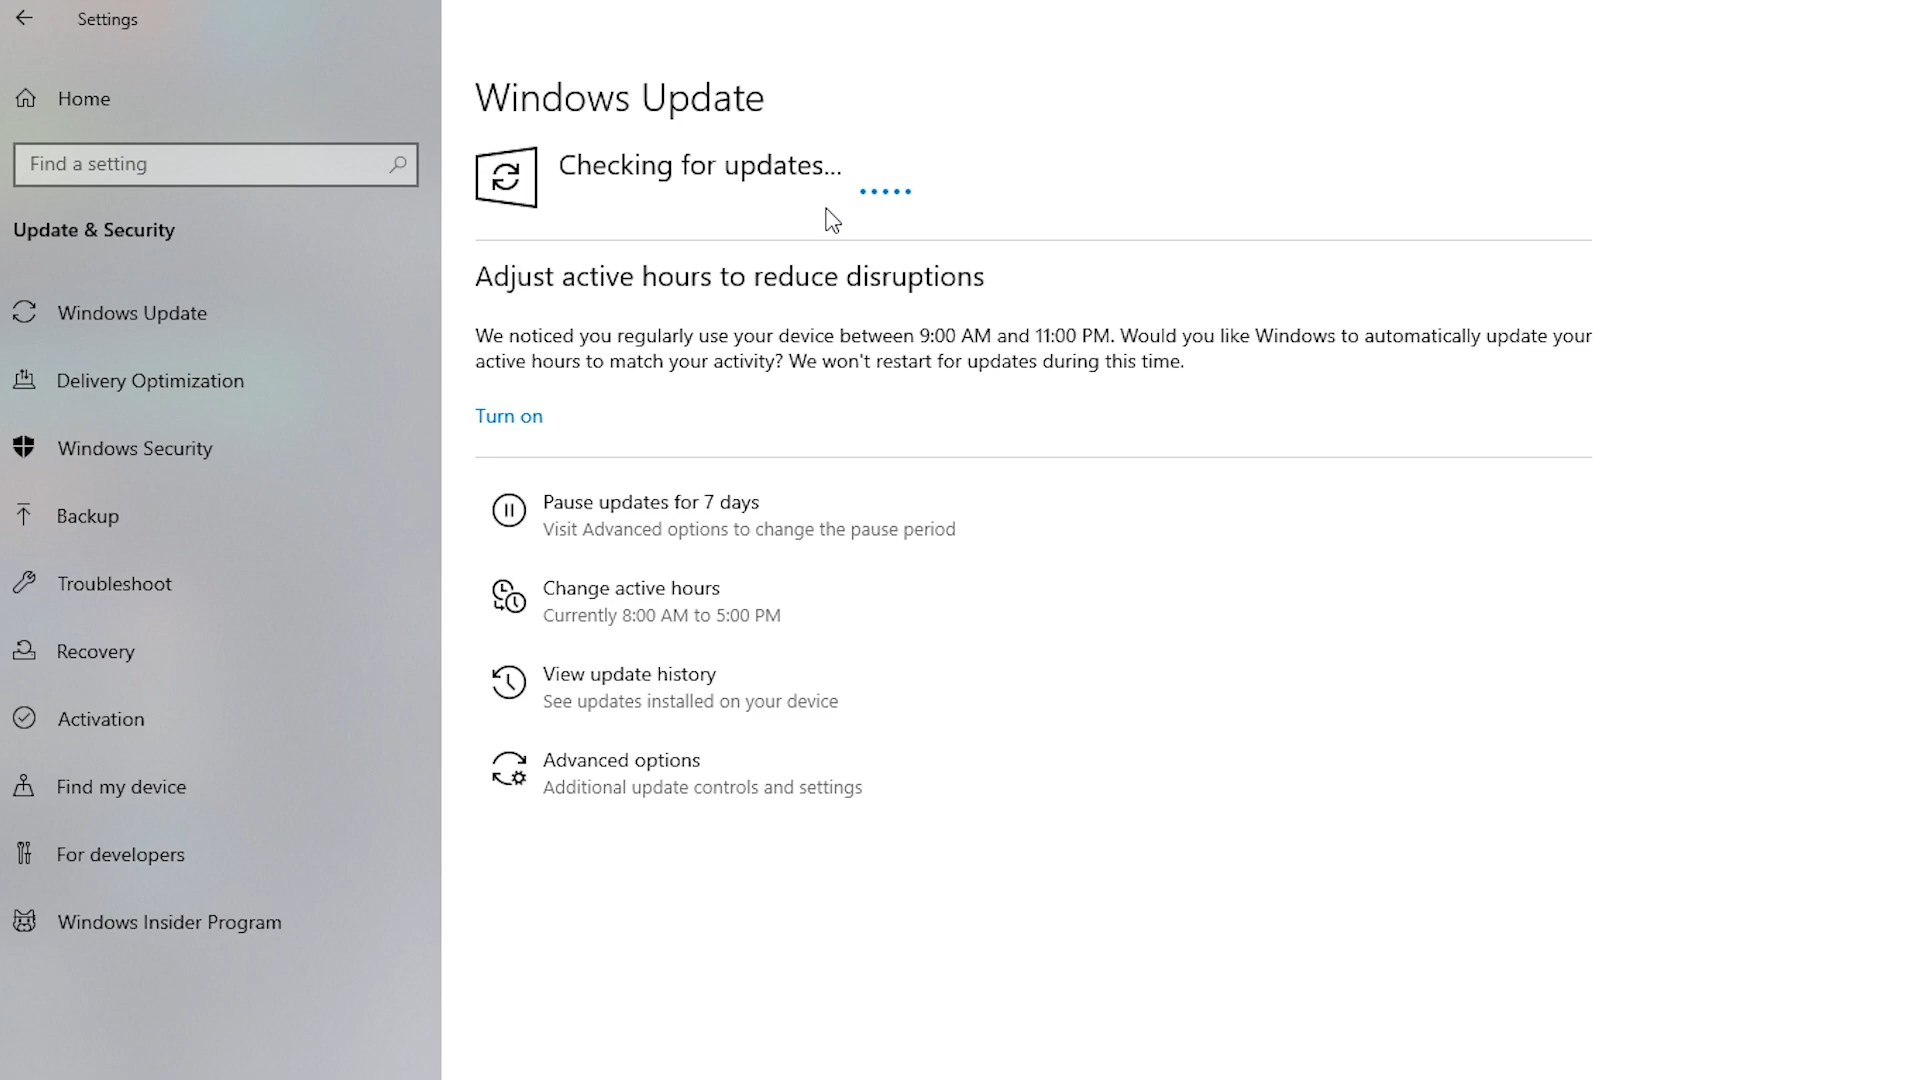 Settings
Home
Find a setting
Update & Security
Windows Update
Delivery Optimization
Windows Security
Backup
Troubleshoot
Recovery
Activation
Find my device
For developers
Windows Insider Program
Windows Update
Checking for updates...
Adjust active hours to reduce disruptions
We noticed you regularly use your device between 9:00 AM and 11:00 PM. Would you like Windows to automatically update your
active hours to match your activity? We won't restart for updates during this time.
Turn on
Pause updates for 7 days
Visit Advanced options to change the pause period
Change active hours
Currently 8:00 AM to 5:00 PM
View update history
See updates installed on your device
Advanced options
Additional update controls and settings